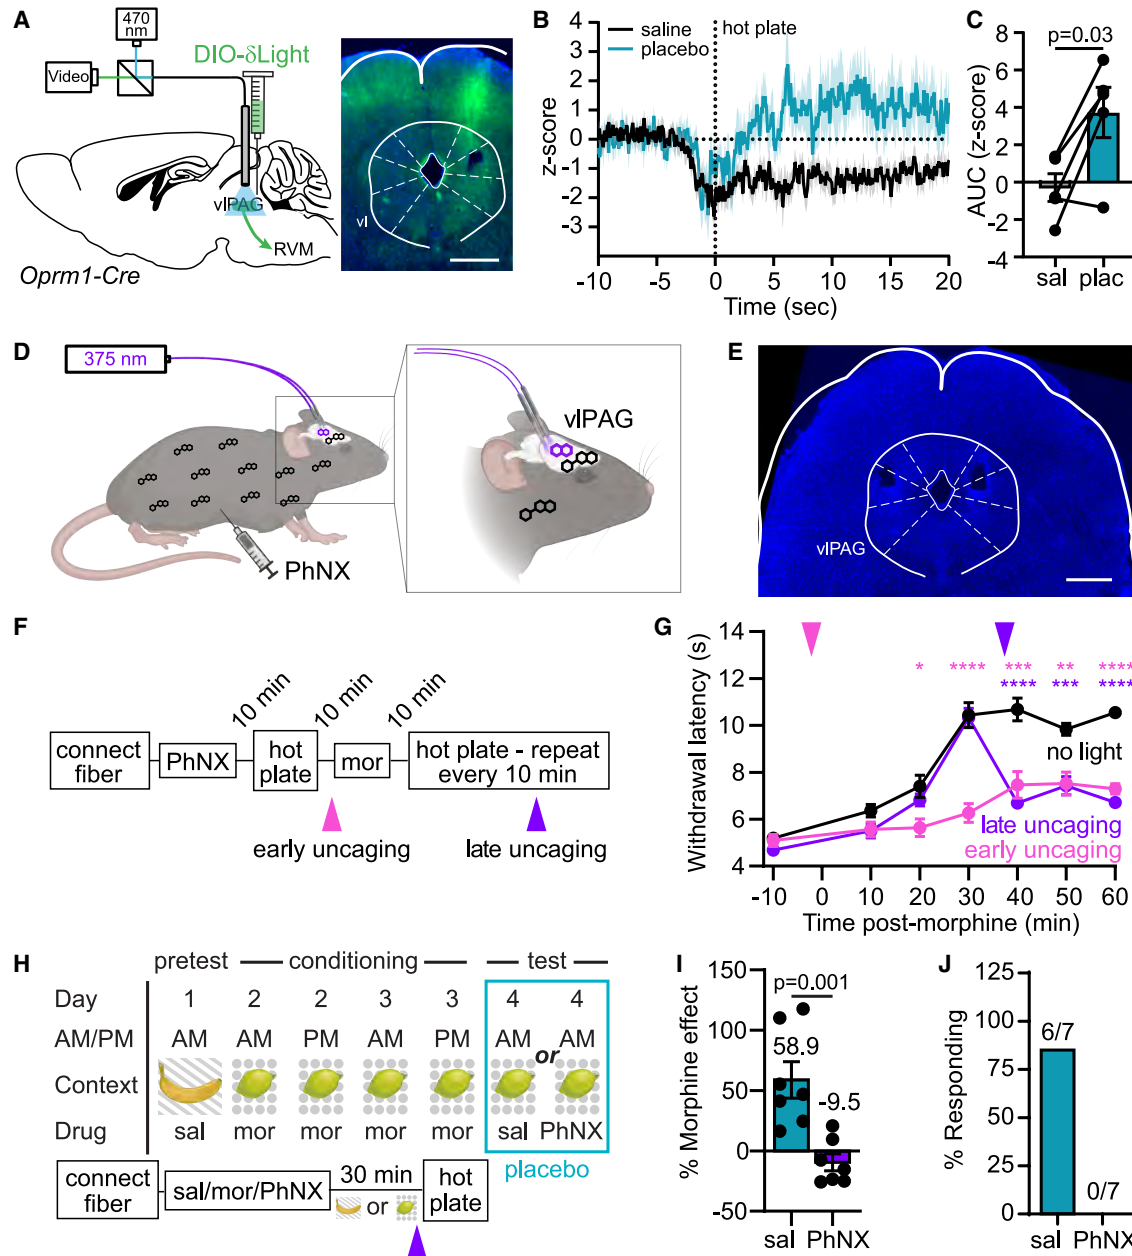 A
470
nm
Video
DIO-δLight
vlPAG
RVM
Oprm1-Cre
vl
B
saline
placebo
hot plate
z-score
4
3
2
1
0
-1
-2
-3
-10
-5
0
5
10
15
20
Time (sec)
C
p=0.03
AUC (z-score)
8
6
4
2
0
-2
-4
sal
plac
D
375 nm
PhNX
vlPAG
E
vlPAG
F
10 min
10 min
10 min
connect
fiber
PhNX
hot
plate
mor
hot plate - repeat
every 10 min
early uncaging
late uncaging
G
Withdrawal latency (s)
14
12
10
8
6
4
* **** *** ** ****
**** *** ****
no light
late uncaging
early uncaging
-10 0 10 20 30 40 50 60
Time post-morphine (min)
H
pretest conditioning test
Day 1 2 2 3 3 4 4
AM/PM AM AM PM AM PM AM AM
or
Context
Drug sal mor mor mor mor sal PhNX
placebo
connect
fiber
sal/mor/PhNX
30 min
or
hot
plate
I
% Morphine effect
150
100
50
0
-50
p=0.001
58.9
-9.5
sal PhNX
J
% Responding
125
100
75
50
25
0
6/7
0/7
sal PhNX